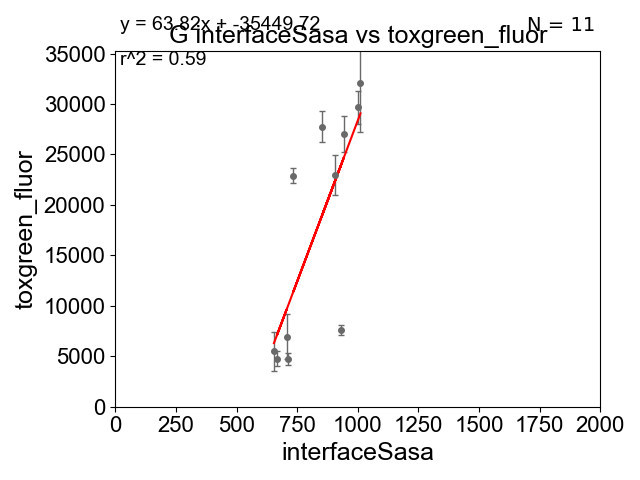 y = 63.82x + -35449.72
N = 11
G interfaceSasa vs toxgreen_fluor
r^2 = 0.59
35000
30000
25000
20000
15000
10000
5000
0
toxgreen_fluor
0 250 500 750 1000 1250 1500 1750 2000
interfaceSasa